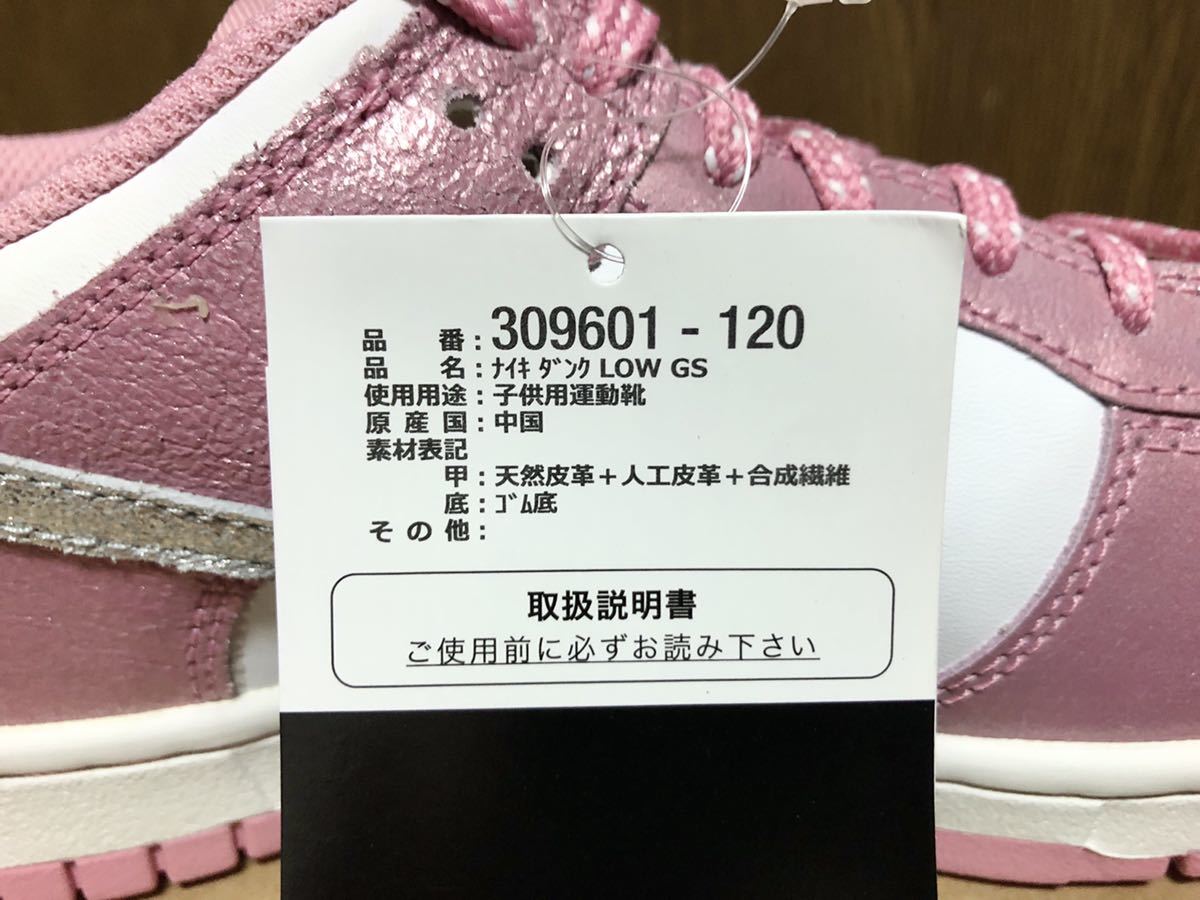 品 番 : 309601 - 120
品 名 : ﾅｲｷ ﾀﾞﾝｸ LOW GS
使用用途 : 子供用運動靴
原産国 : 中国
素材表記
甲 : 天然皮革＋人工皮革＋合成繊維
底 : ｺﾞﾑ底
その他 :
取扱説明書
ご使用前に必ずお読み下さい